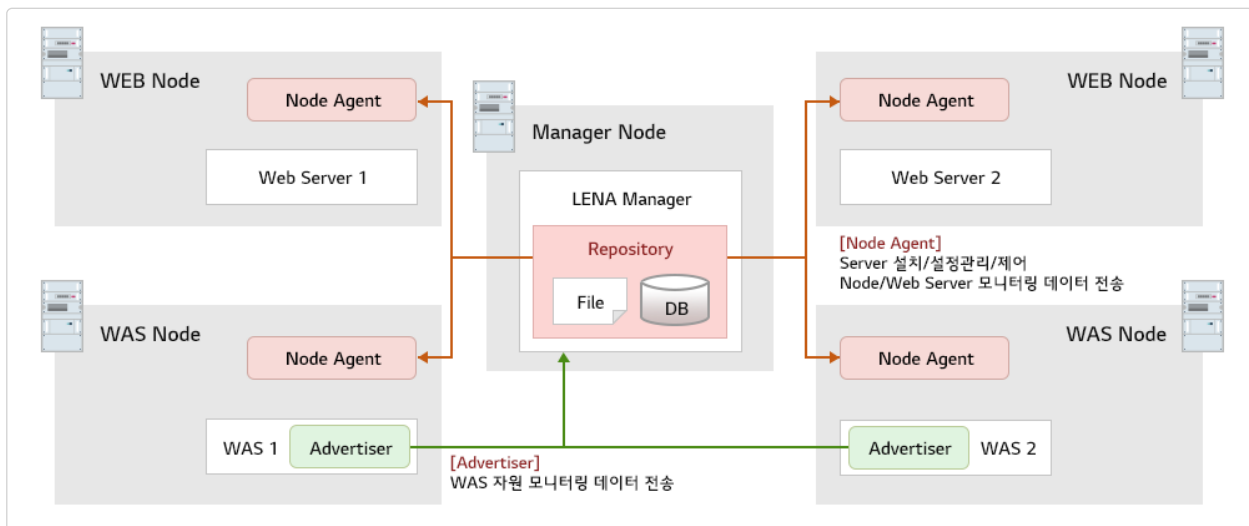 WEB Node
Node Agent
Web Server 1
Manager Node
LENA Manager
Repository
File
DB
WEB Node
Node Agent
Web Server 2
[Node Agent]
Server 설치/설정관리/제어
Node/Web Server 모니터링 데이터 전송
WAS Node
Node Agent
WAS 1
Advertiser
[Advertiser]
WAS 자원 모니터링 데이터 전송
WAS Node
Node Agent
Advertiser
WAS 2